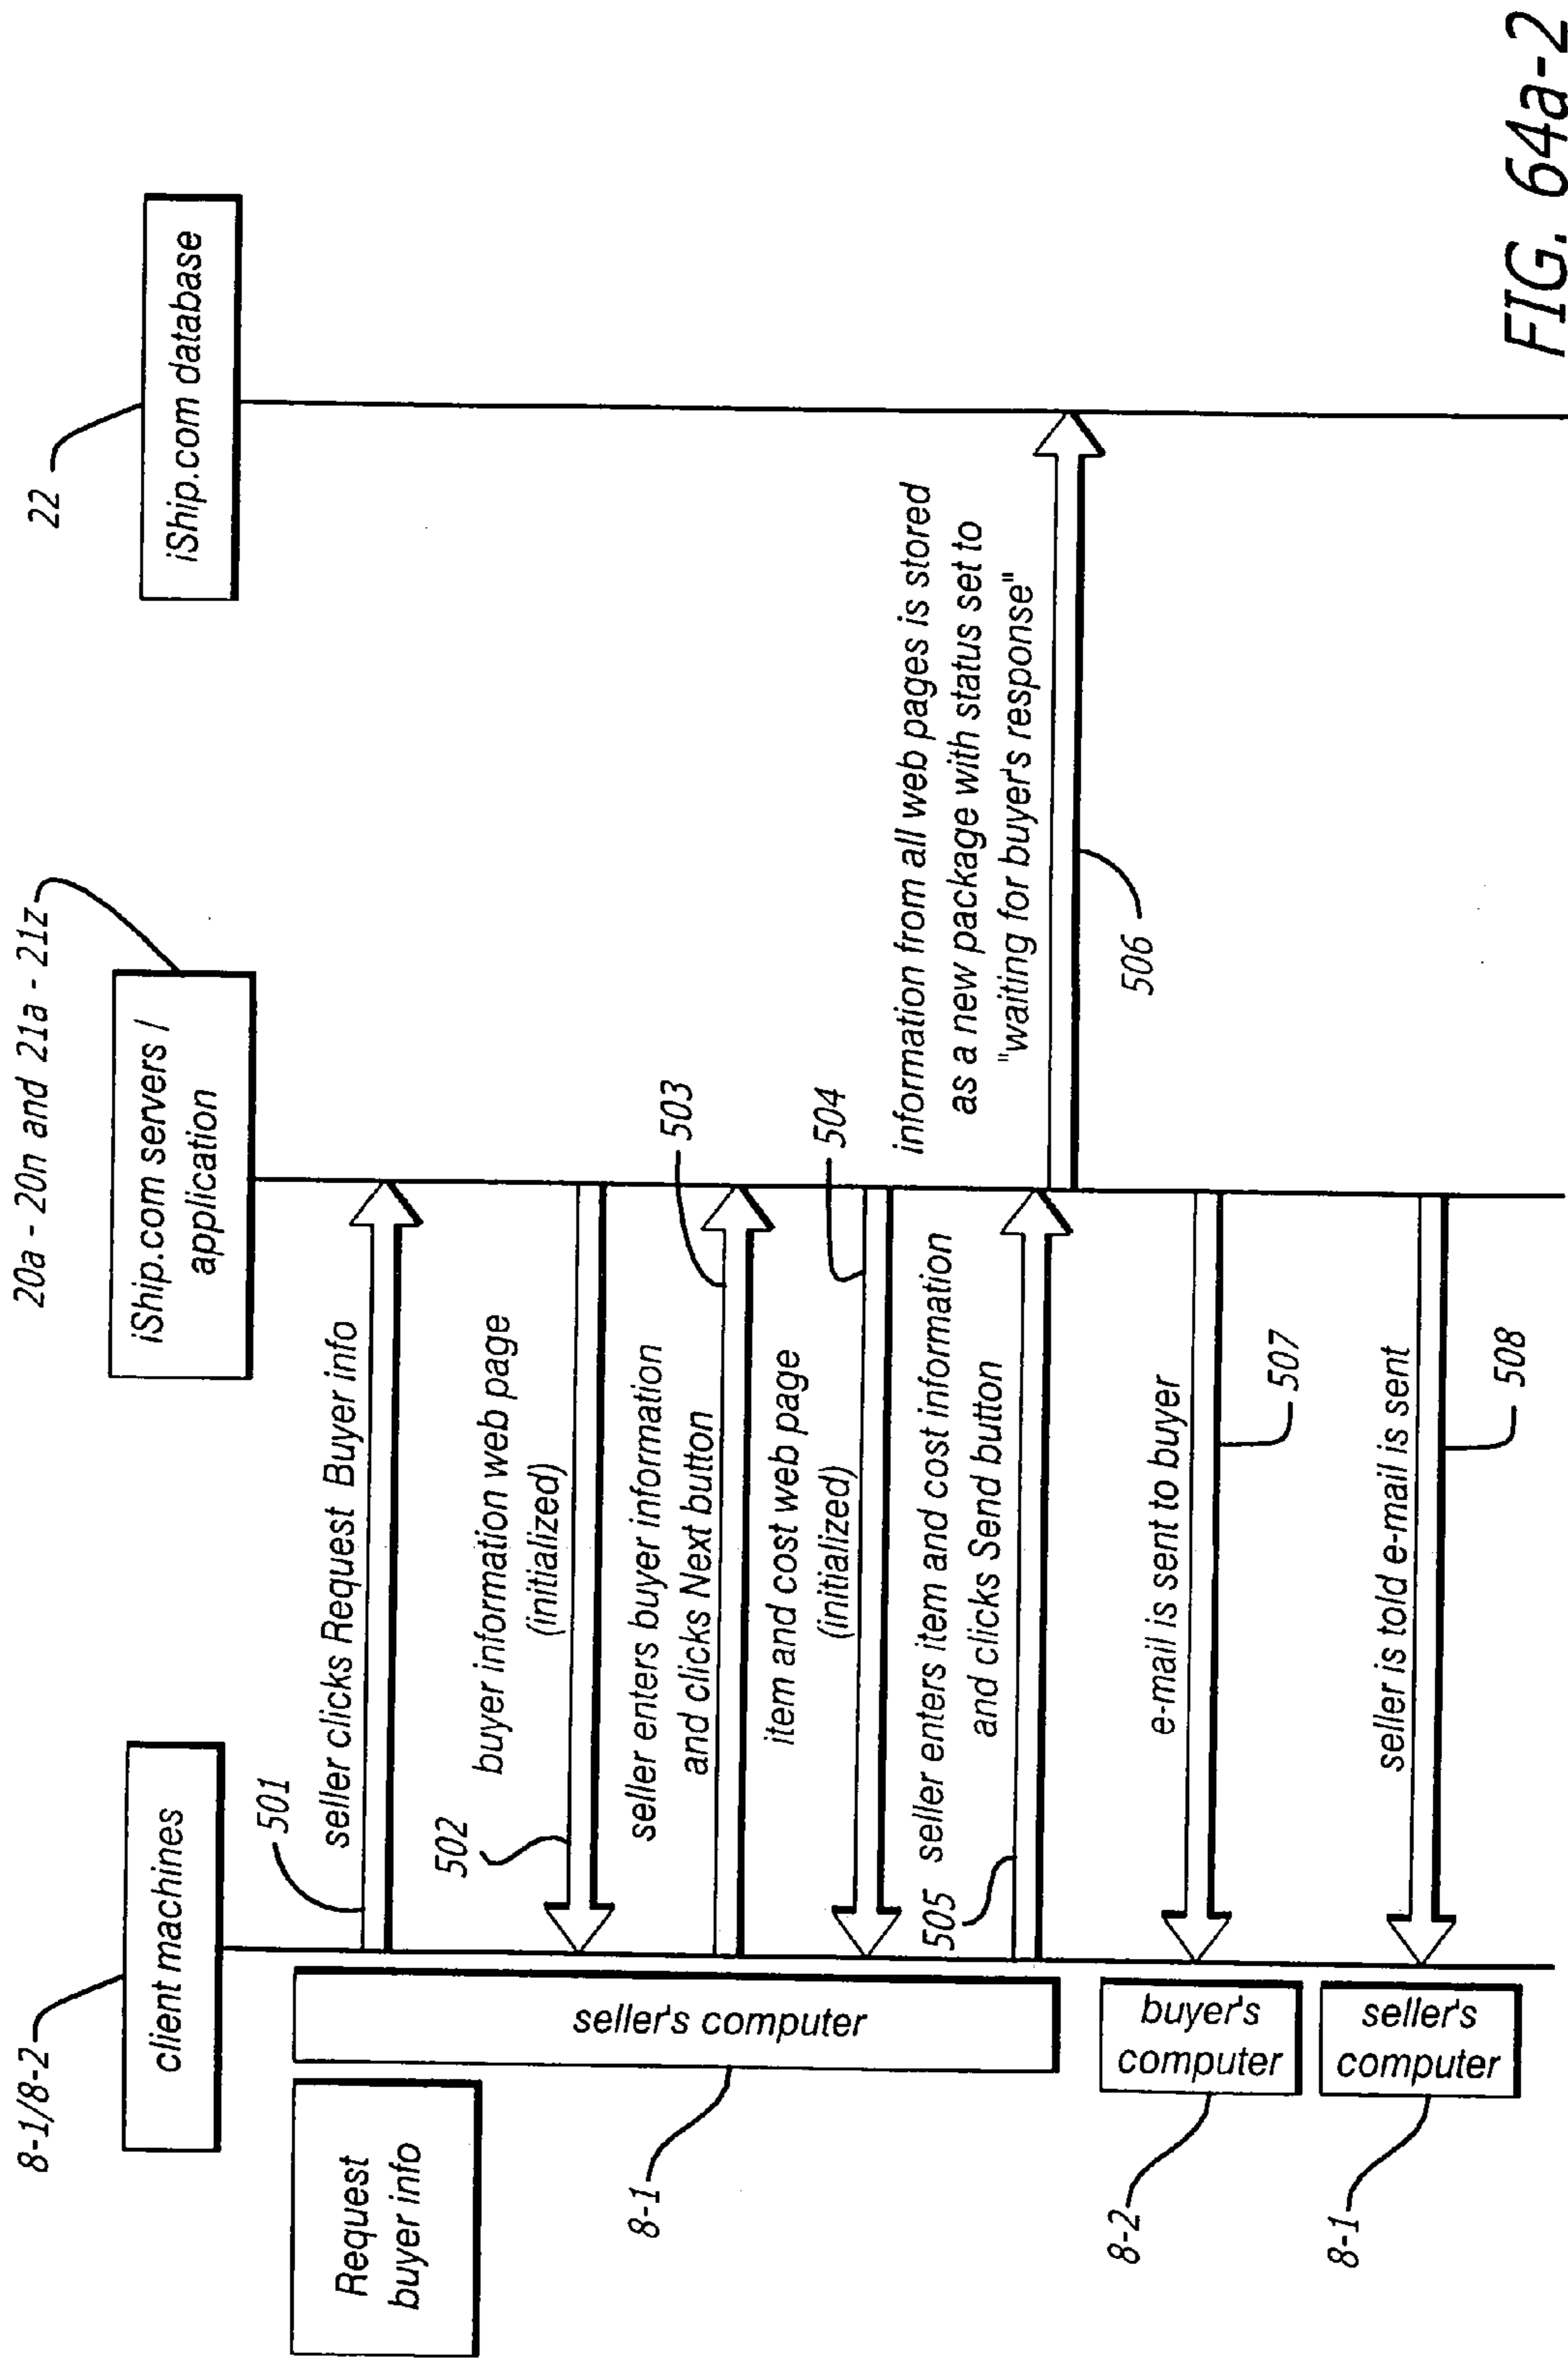 8-1/8-2
20a - 20n and 21a - 21z
22
client machines
iShip.com servers /
application
iShip.com database
Request
buyer info
8-1
seller's computer
501
seller clicks Request Buyer info
502
buyer information web page
(initialized)
seller enters buyer information
and clicks Next button
503
item and cost web page
(initialized)
504
505
seller enters item and cost information
and clicks Send button
information from all web pages is stored
as a new package with status set to
"waiting for buyer's response"
506
8-2
buyer's
computer
e-mail is sent to buyer
507
8-1
seller's
computer
seller is told e-mail is sent
508
FIG. 64a-2